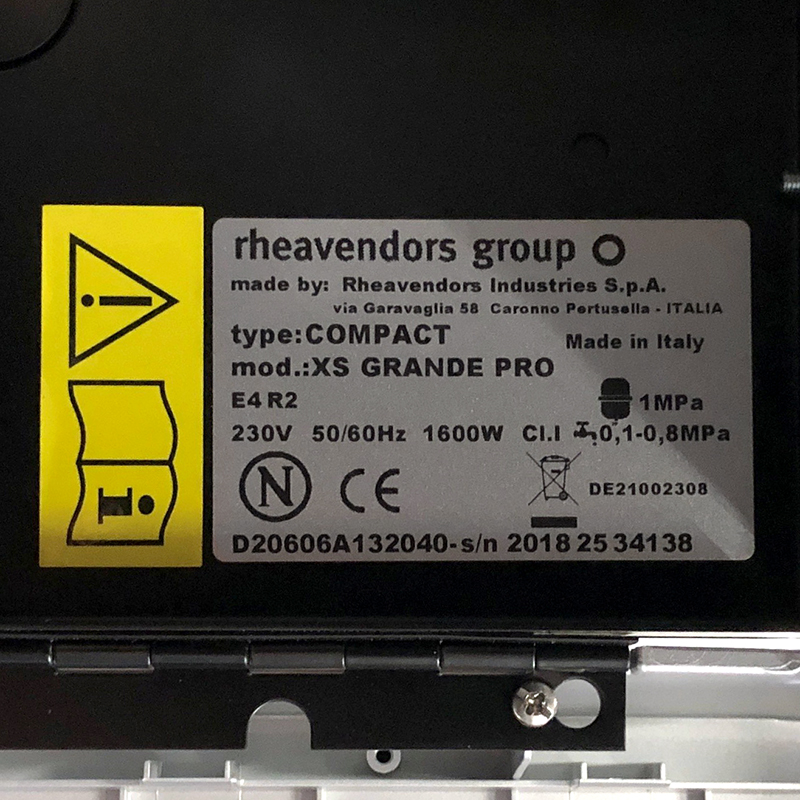 rheavendors group
made by: Rheavendors Industries S.p.A.
via Garavaglia 58 Caronno Pertusella - ITALIA
type:COMPACT
Made in Italy
mod.:XS GRANDE PRO
E4 R2
1MPa
230V 50/60Hz 1600W Cl.I 0,1-0,8MPa
N CE
DE21002308
D20606A132040-s/n 2018 25 34138
i
i